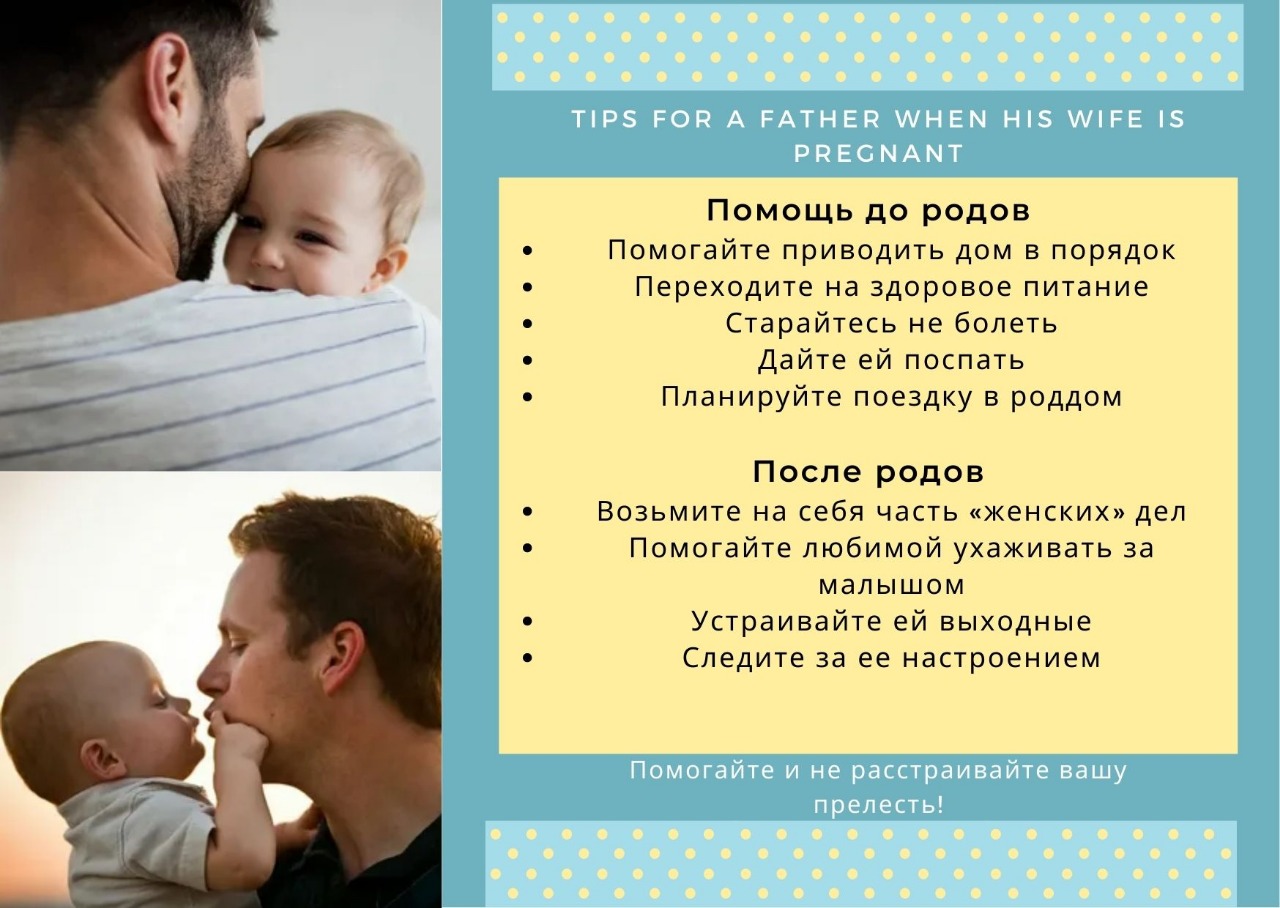 TIPS FOR A FATHER WHEN HIS WIFE IS
PREGNANT
Помощь до родов
• Помогайте приводить дом в порядок
• Переходите на здоровое питание
• Старайтесь не болеть
• Дайте ей поспать
• Планируйте поездку в роддом
После родов
• Возьмите на себя часть «женских» дел
• Помогайте любимой ухаживать за
малышом
• Устраивайте ей выходные
• Следите за ее настроением
Помогайте и не расстраивайте вашу
прелесть!